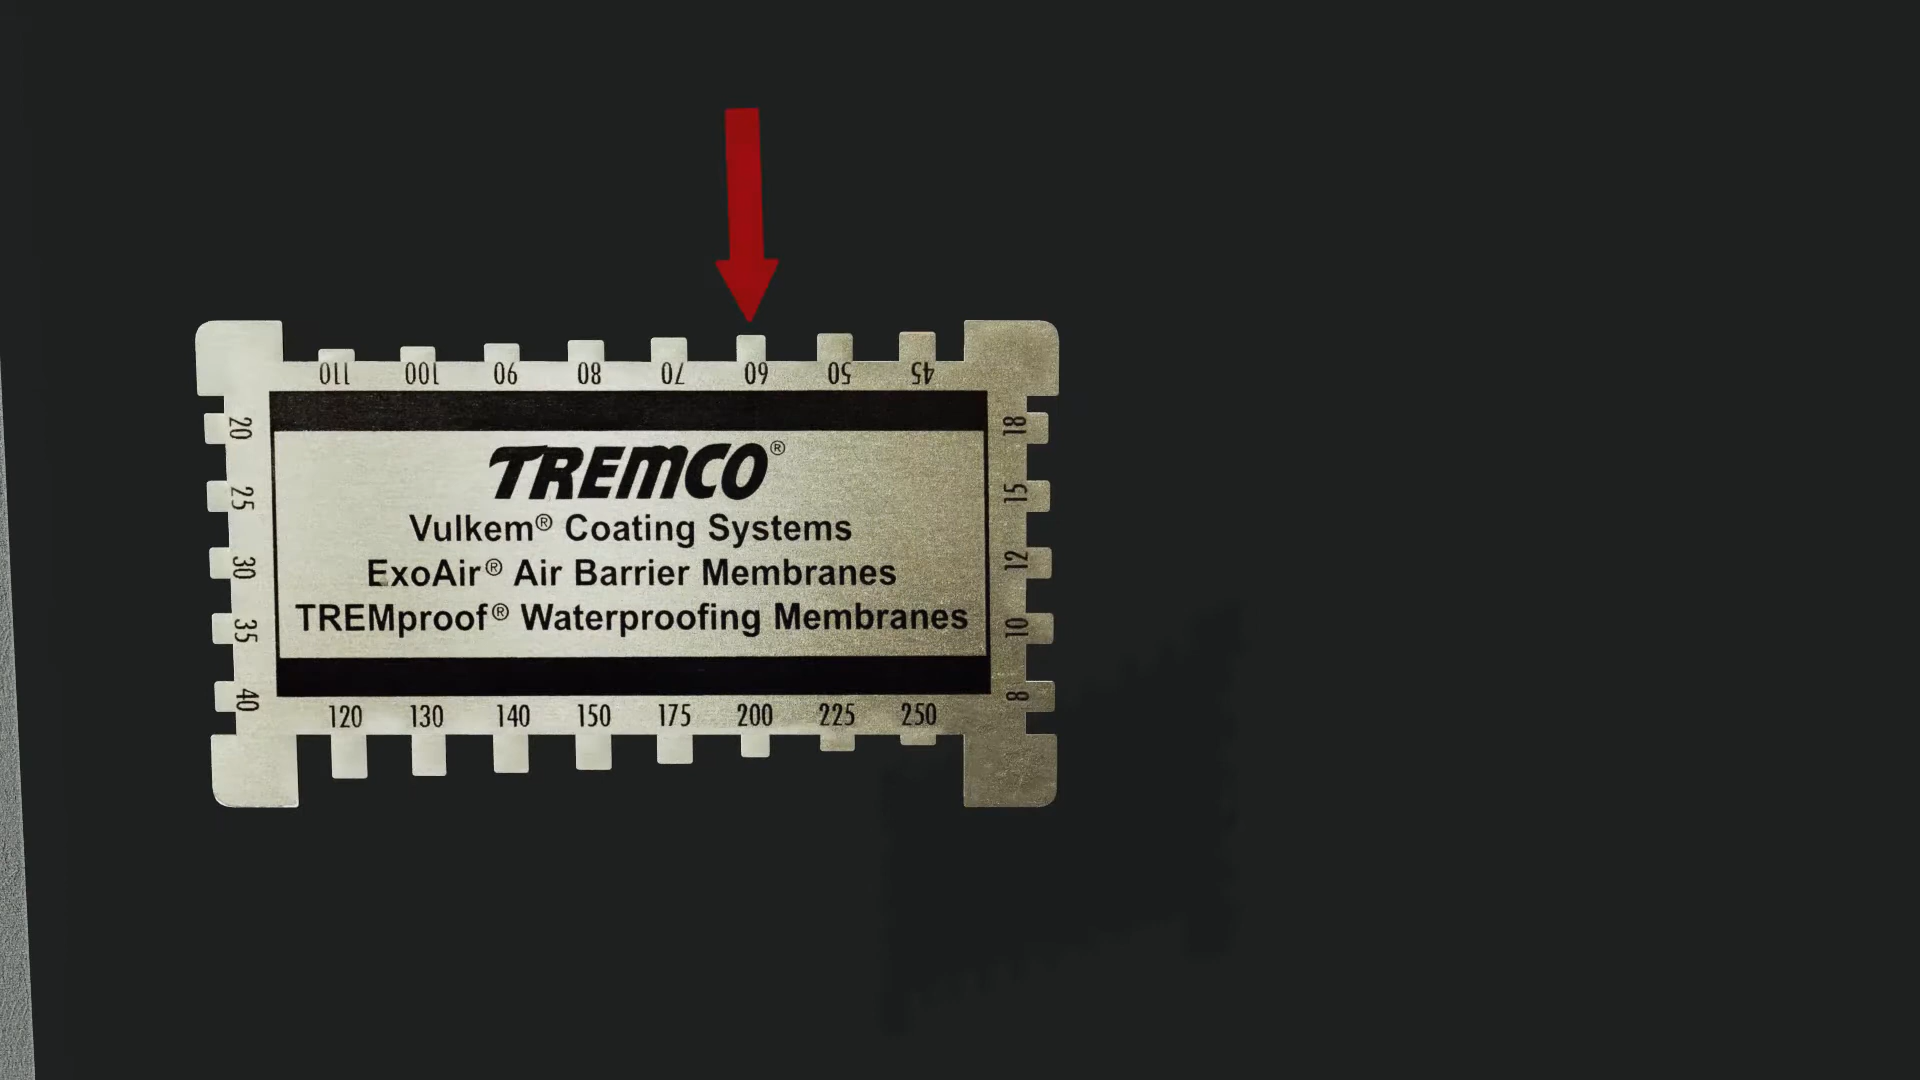 110 100 90 80 70 60 50 45
20 25 30 35 40
TREMCO®
Vulkem® Coating Systems
ExoAir® Air Barrier Membranes
TREMproof® Waterproofing Membranes
18 15 12 10 8
120 130 140 150 175 200 225 250